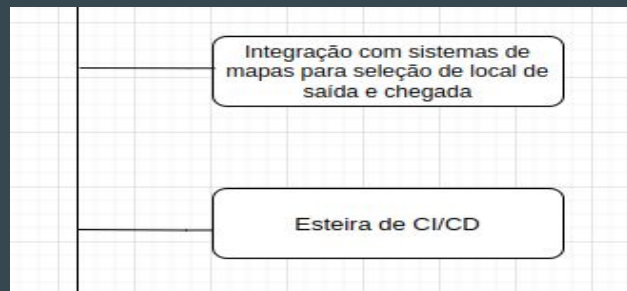 Integração com sistemas de
mapas para seleção de local de
saída e chegada
Esteira de CI/CD